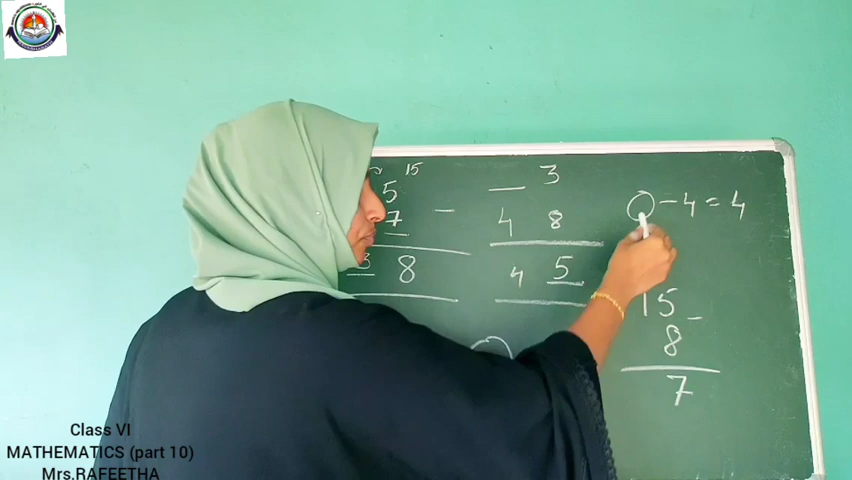 5 15
7 —
3 8
_ 3
4 8
4 5
○ - 4 = 4
15 -
8
7
Class VI
MATHEMATICS (part 10)
Mrs.RAFEETHA